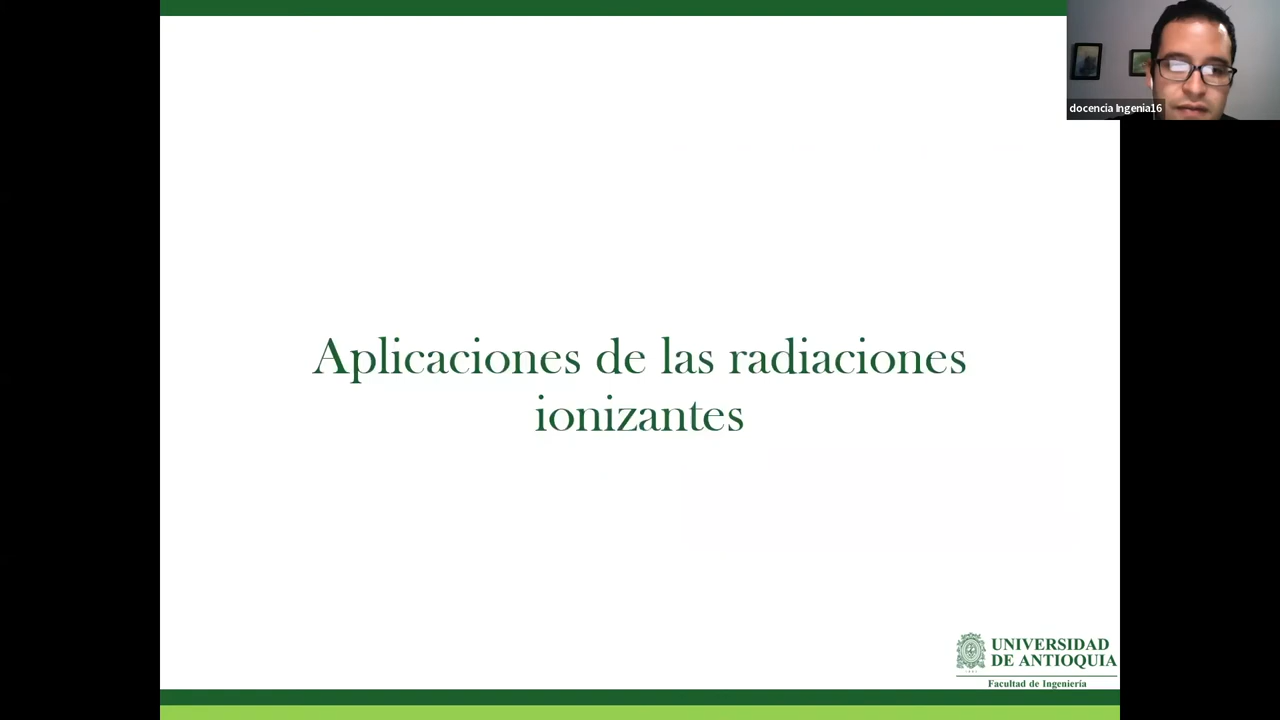 docencia Ingenia16
Aplicaciones de las radiaciones
ionizantes
UNIVERSIDAD
DE ANTIOQUIA
Facultad de Ingeniería